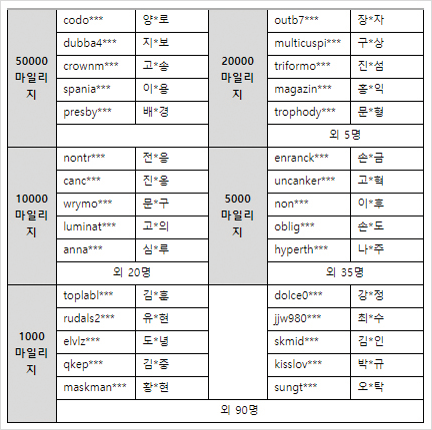 50000 마일리지
codo*** 양*로
dubba4*** 지*보
crownm*** 고*송
spania*** 이*용
presby*** 배*경
20000 마일리지
outb7*** 장*자
multicuspi*** 구*상
triformo*** 진*섬
magazin*** 홍*익
trophody*** 문*형
외 5명
10000 마일리지
nontr*** 전*용
canc*** 진*용
wrymo*** 문*구
luminat*** 고*의
anna*** 심*루
외 20명
5000 마일리지
enranck*** 손*금
uncanker*** 고*혁
non*** 이*훈
oblig*** 손*도
hyperth*** 나*주
외 35명
1000 마일리지
toplabl*** 김*훈
rudals2*** 유*현
elvlz*** 도*녕
qkep*** 김*중
maskman*** 황*현
dolce0*** 강*정
jjw980*** 최*수
skmid*** 김*인
kisslov*** 박*규
sungt*** 오*탁
외 90명